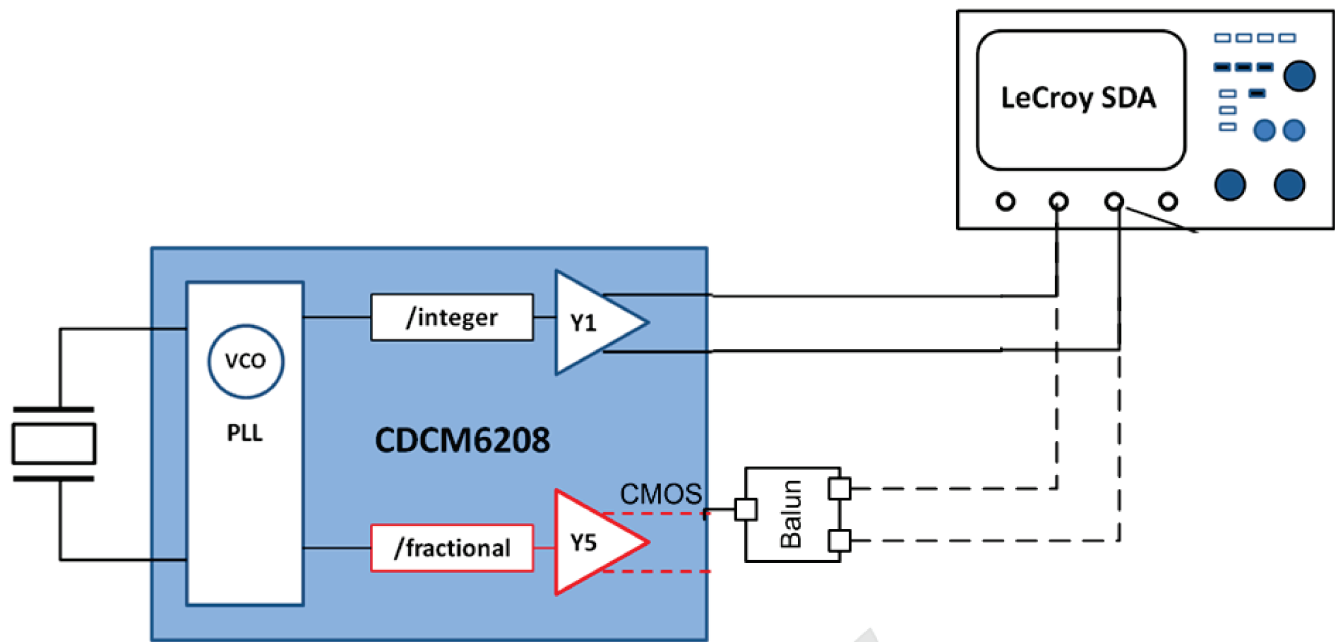 LeCroy SDA
/integer
Y1
VCO
PLL
CDCM6208
CMOS
/fractional
Y5
Balun